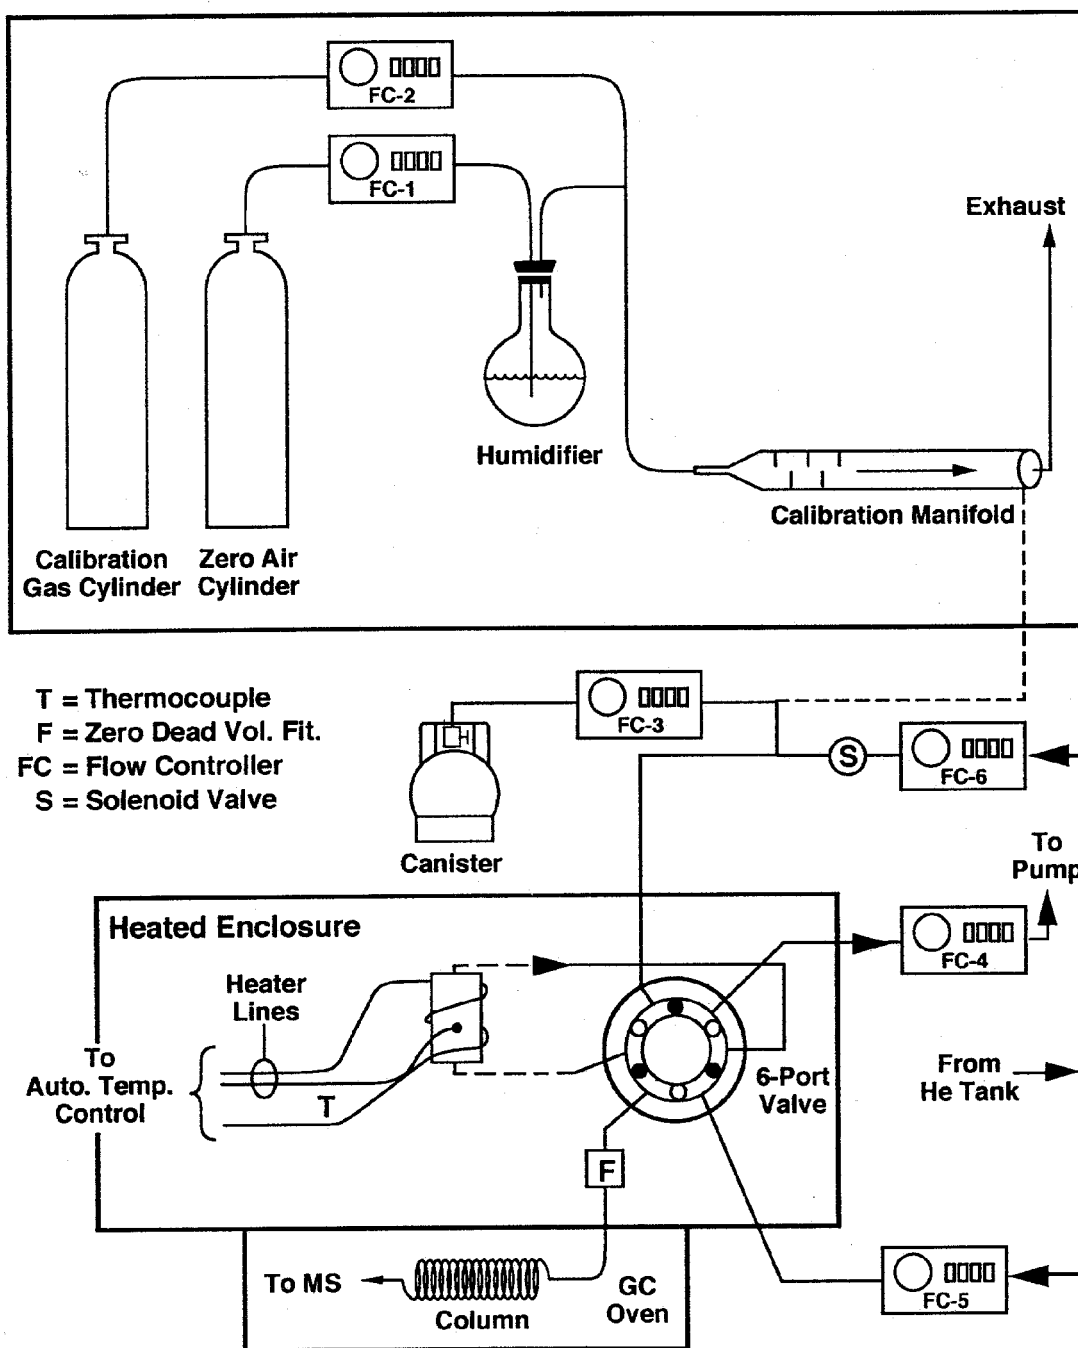 FC-2
FC-1
Exhaust
Humidifier
Calibration Manifold
Calibration
Gas Cylinder
Zero Air
Cylinder
T = Thermocouple
F = Zero Dead Vol. Fit.
FC = Flow Controller
S = Solenoid Valve
FC-3
S
FC-6
Canister
To
Pump
Heated Enclosure
FC-4
Heater
Lines
To
Auto. Temp.
Control
T
6-Port
Valve
From
He Tank
F
To MS
Column
GC
Oven
FC-5